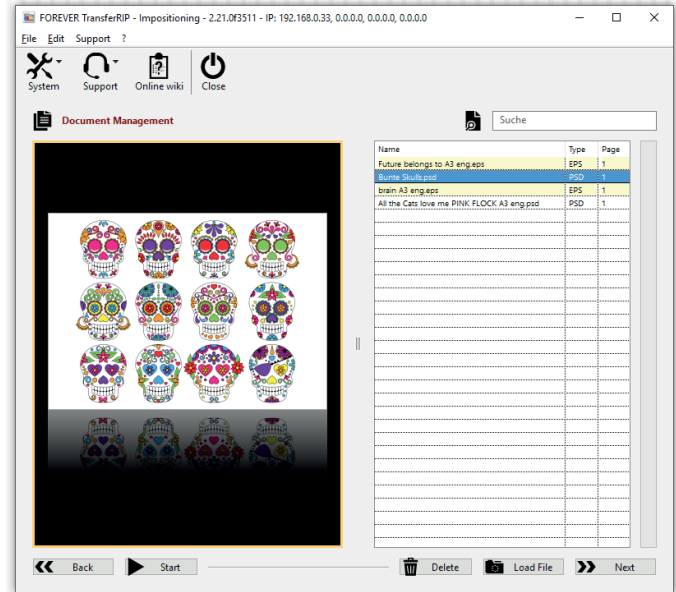 FOREVER TransferRIP - Impositioning - 2.21.0f3511 - IP: 192.168.0.33, 0.0.0.0, 0.0.0.0, 0.0.0.0
File Edit Support ?
System Support Online wiki Close
Document Management
Suche
Name Type Page
Future belongs to A3 eng.eps EPS 1
Bunte Skulls.psd PSD 1
brain A3 eng.eps EPS 1
All the Cats love me PINK FLOCK A3 eng.psd PSD 1
Back Start Delete Load File Next